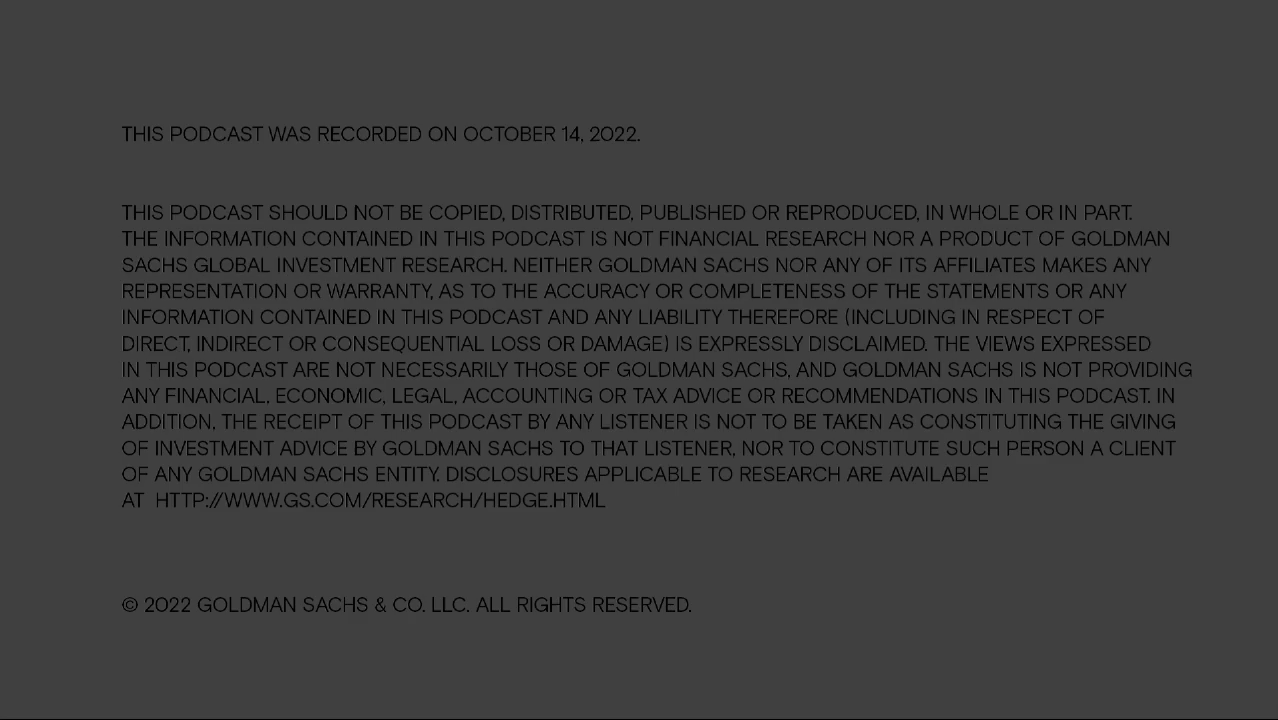 THIS PODCAST WAS RECORDED ON OCTOBER 14, 2022.
THIS PODCAST SHOULD NOT BE COPIED, DISTRIBUTED, PUBLISHED OR REPRODUCED, IN WHOLE OR IN PART.
THE INFORMATION CONTAINED IN THIS PODCAST IS NOT FINANCIAL RESEARCH NOR A PRODUCT OF GOLDMAN
SACHS GLOBAL INVESTMENT RESEARCH. NEITHER GOLDMAN SACHS NOR ANY OF ITS AFFILIATES MAKES ANY
REPRESENTATION OR WARRANTY, AS TO THE ACCURACY OR COMPLETENESS OF THE STATEMENTS OR ANY
INFORMATION CONTAINED IN THIS PODCAST AND ANY LIABILITY THEREFORE (INCLUDING IN RESPECT OF
DIRECT, INDIRECT OR CONSEQUENTIAL LOSS OR DAMAGE) IS EXPRESSLY DISCLAIMED. THE VIEWS EXPRESSED
IN THIS PODCAST ARE NOT NECESSARILY THOSE OF GOLDMAN SACHS, AND GOLDMAN SACHS IS NOT PROVIDING
ANY FINANCIAL, ECONOMIC, LEGAL, ACCOUNTING OR TAX ADVICE OR RECOMMENDATIONS IN THIS PODCAST. IN
ADDITION, THE RECEIPT OF THIS PODCAST BY ANY LISTENER IS NOT TO BE TAKEN AS CONSTITUTING THE GIVING
OF INVESTMENT ADVICE BY GOLDMAN SACHS TO THAT LISTENER, NOR TO CONSTITUTE SUCH PERSON A CLIENT
OF ANY GOLDMAN SACHS ENTITY. DISCLOSURES APPLICABLE TO RESEARCH ARE AVAILABLE
AT HTTP://WWW.GS.COM/RESEARCH/HEDGE.HTML
© 2022 GOLDMAN SACHS & CO. LLC. ALL RIGHTS RESERVED.